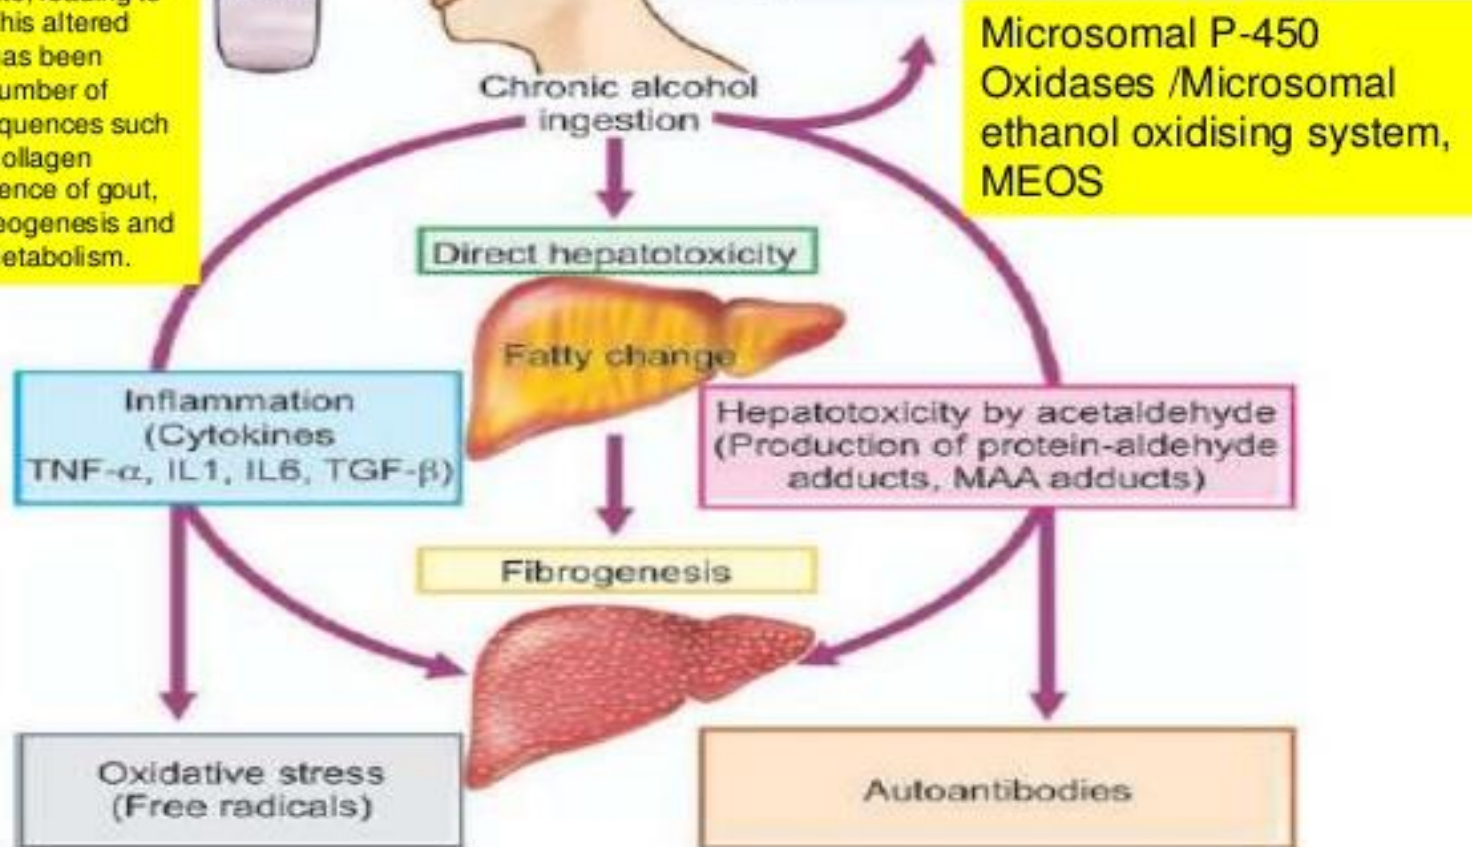 his altered
as been
umber of
quences such
ollagen
ence of gout,
eogenesis and
etabolism.
Microsomal P-450
Oxidases /Microsomal
ethanol oxidising system,
MEOS
Chronic alcohol
ingestion
Direct hepatotoxicity
Fatty change
Inflammation
(Cytokines
TNF-α, IL1, IL6, TGF-β)
Hepatotoxicity by acetaldehyde
(Production of protein-aldehyde
adducts, MAA adducts)
Fibrogenesis
Oxidative stress
(Free radicals)
Autoantibodies